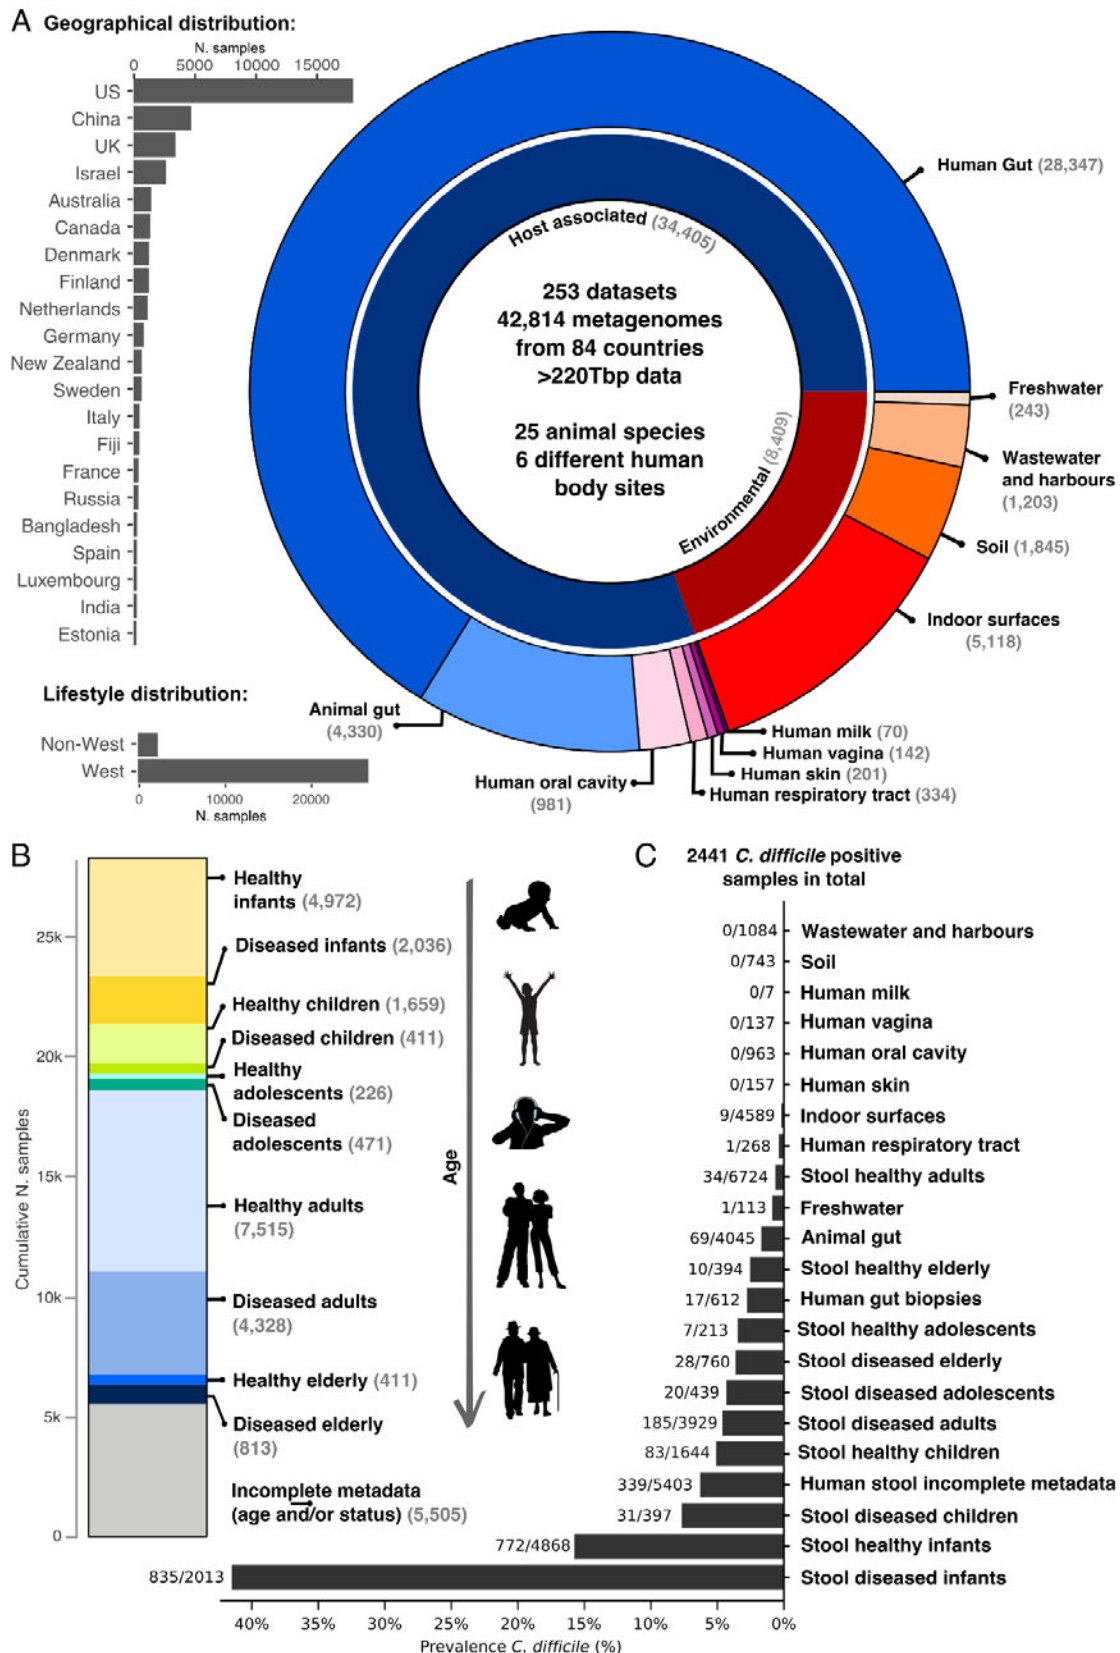 A Geographical distribution:
N. samples
0 5000 10000 15000
US
China
UK
Israel
Australia
Canada
Denmark
Finland
Netherlands
Germany
New Zealand
Sweden
Italy
Fiji
France
Russia
Bangladesh
Spain
Luxembourg
India
Estonia
Lifestyle distribution:
Non-West
West
0 10000 20000
N. samples
Host associated (34,405)
253 datasets
42,814 metagenomes
from 84 countries
>220Tbp data
25 animal species
6 different human
body sites
Environmental (8,409)
Human Gut (28,347)
Freshwater
(243)
Wastewater
and harbours
(1,203)
Soil (1,845)
Indoor surfaces
(5,118)
Human milk (70)
Human vagina (142)
Human skin (201)
Human respiratory tract (334)
Human oral cavity
(981)
Animal gut
(4,330)
B
Cumulative N. samples
25k
20k
15k
10k
5k
0
Healthy
infants (4,972)
Diseased infants (2,036)
Healthy children (1,659)
Diseased children (411)
Healthy
adolescents (226)
Diseased
adolescents (471)
Healthy adults
(7,515)
Diseased adults
(4,328)
Healthy elderly (411)
Diseased elderly
(813)
Incomplete metadata
(age and/or status) (5,505)
Age
C 2441 C. difficile positive
samples in total
0/1084 Wastewater and harbours
0/743 Soil
0/7 Human milk
0/137 Human vagina
0/963 Human oral cavity
0/157 Human skin
9/4589 Indoor surfaces
1/268 Human respiratory tract
34/6724 Stool healthy adults
1/113 Freshwater
69/4045 Animal gut
10/394 Stool healthy elderly
17/612 Human gut biopsies
7/213 Stool healthy adolescents
28/760 Stool diseased elderly
20/439 Stool diseased adolescents
185/3929 Stool diseased adults
83/1644 Stool healthy children
339/5403 Human stool incomplete metadata
31/397 Stool diseased children
772/4868 Stool healthy infants
835/2013 Stool diseased infants
40% 35% 30% 25% 20% 15% 10% 5% 0%
Prevalence C. difficile (%)